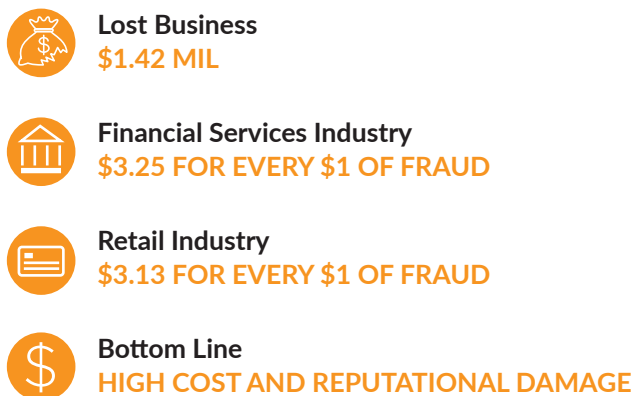 $
Lost Business
$1.42 MIL
Financial Services Industry
$3.25 FOR EVERY $1 OF FRAUD
Retail Industry
$3.13 FOR EVERY $1 OF FRAUD
$
Bottom Line
HIGH COST AND REPUTATIONAL DAMAGE